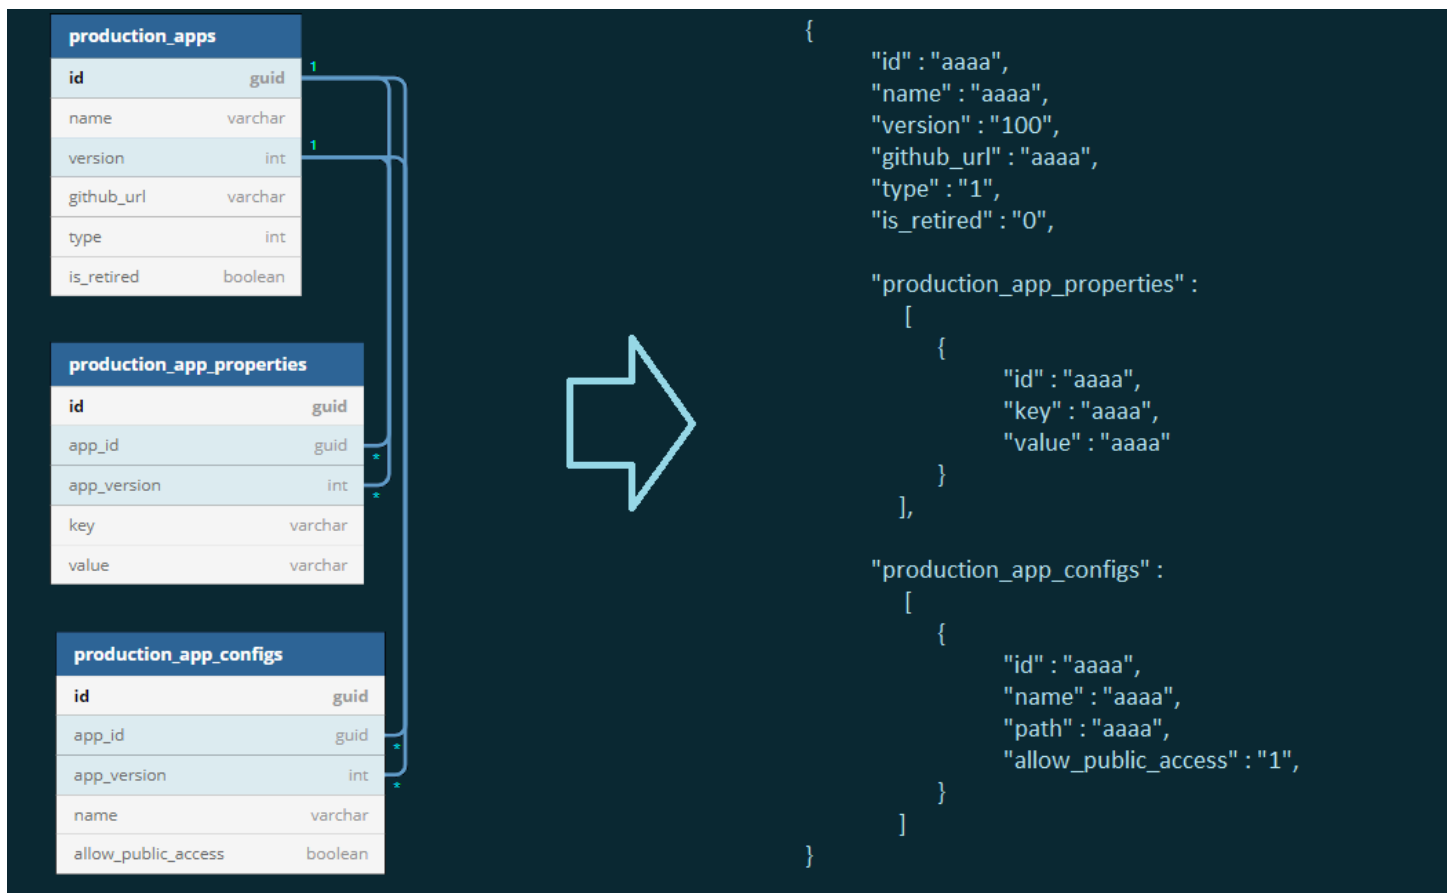 production_apps
id guid 1
name varchar
version int 1
github_url varchar
type int
is_retired boolean
production_app_properties
id guid
app_id guid *
app_version int *
key varchar
value varchar
production_app_configs
id guid
app_id guid *
app_version int *
name varchar
allow_public_access boolean
{
"id" : "aaaa",
"name" : "aaaa",
"version" : "100",
"github_url" : "aaaa",
"type" : "1",
"is_retired" : "0",
"production_app_properties" :
[
{
"id" : "aaaa",
"key" : "aaaa",
"value" : "aaaa"
}
],
"production_app_configs" :
[
{
"id" : "aaaa",
"name" : "aaaa",
"path" : "aaaa",
"allow_public_access" : "1",
}
]
}